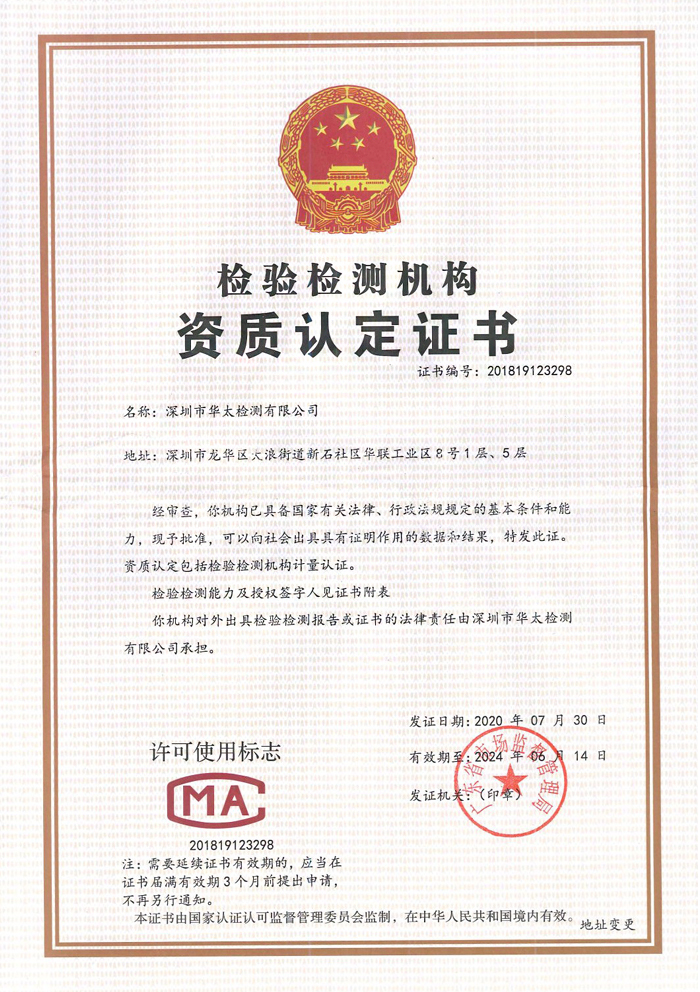 检验检测机构
资质认定证书
证书编号：201819123298
名称：深圳市华太检测有限公司
地址：深圳市龙华区大浪街道新石社区华联工业区8号1层、5层
经审查，你机构已具备国家有关法律、行政法规规定的基本条件和能
力，现予批准，可以向社会出具具有证明作用的数据和结果，特发此证。
资质认定包括检验检测机构计量认证。
检验检测能力及授权签字人见证书附表
你机构对外出具检验检测报告或证书的法律责任由深圳市华太检测
有限公司承担。
许可使用标志
MA
201819123298
注：需要延续证书有效期的，应当在
证书届满有效期3个月前提出申请，
不再另行通知。
发证日期：2020 年 07 月 30 日
有效期至：2024 年 06 月 14 日
发证机关：（印章）
广东省市场监督管理局
本证书由国家认证认可监督管理委员会监制，在中华人民共和国境内有效。
地址变更